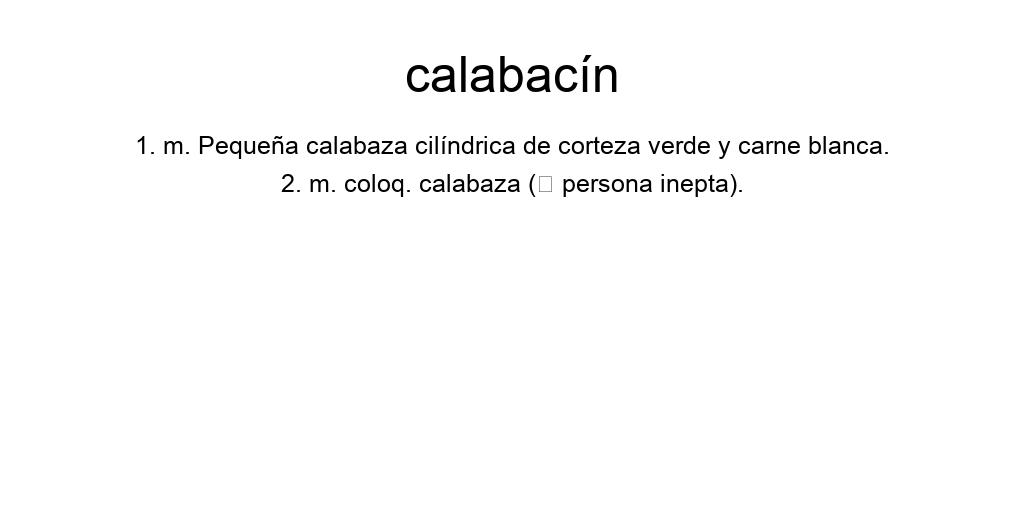 calabacín
1. m. Pequeña calabaza cilíndrica de corteza verde y carne blanca.
2. m. coloq. calabaza (□ persona inepta).